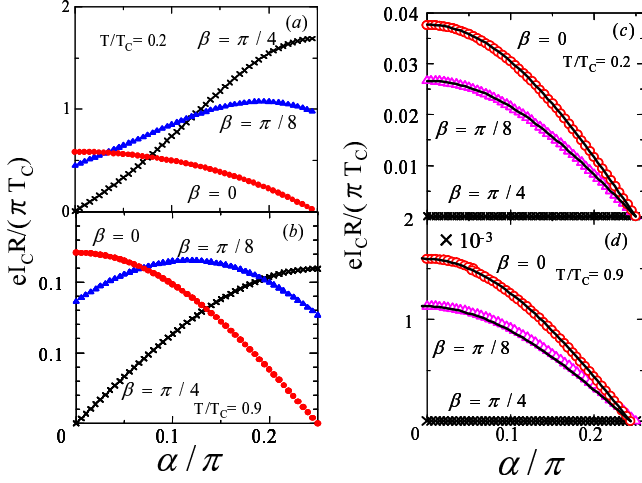 eI_CR/(π T_C)
2
1
0
(a)
T/T_C= 0.2
β = π / 4
β = π / 8
β = 0
(b)
β = 0
β = π / 8
0.1
0.1
β = π / 4
T/T_C= 0.9
0
0.1
0.2
α / π
eI_CR/(π T_C)
0.04
0.03
0.02
0.01
0
(c)
β = 0
T/T_C= 0.2
β = π / 8
β = π / 4
2
× 10⁻³
(d)
β = 0
T/T_C= 0.9
1
β = π / 8
β = π / 4
0
0.1
0.2
α / π